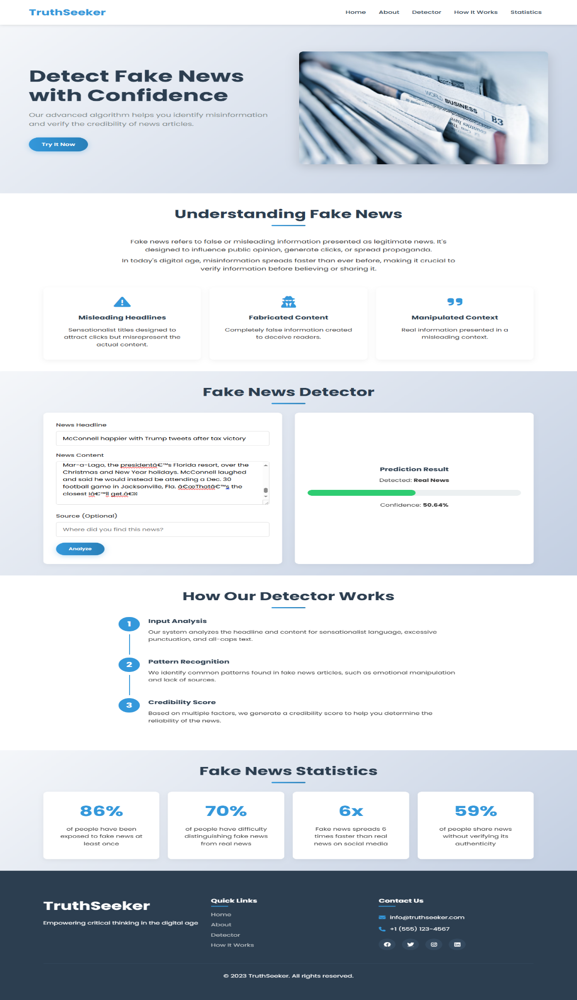 TruthSeeker
Home About Detector How It Works Statistics
Detect Fake News
with Confidence
Our advanced algorithm helps you identify misinformation
and verify the credibility of news articles.
Try It Now
WORLD BUSINESS
B3
countries
have
Understanding Fake News
Fake news refers to false or misleading information presented as legitimate news. It's
designed to influence public opinion, generate clicks, or spread propaganda.
In today's digital age, misinformation spreads faster than ever before, making it crucial to
verify information before believing or sharing it.
Misleading Headlines
Sensationalist titles designed to
attract clicks but misrepresent the
actual content.
Fabricated Content
Completely false information created
to deceive readers.
Manipulated Context
Real information presented in a
misleading context.
Fake News Detector
News Headline
McConnell happier with Trump tweets after tax victory
News Content
Mar-a-Lago, the presidentâ€™s Florida resort, over the
Christmas and New Year holidays. McConnell laughed
and said he would instead be attending a Dec. 30
football game in Jacksonville, Fla. â€œThatâ€™s the
closest Iâ€™ll get.â€
Source (Optional)
Where did you find this news?
Analyze
Prediction Result
Detected: Real News
Confidence: 50.64%
How Our Detector Works
1
Input Analysis
Our system analyzes the headline and content for sensationalist language, excessive
punctuation, and all-caps text.
2
Pattern Recognition
We identify common patterns found in fake news articles, such as emotional manipulation
and lack of sources.
3
Credibility Score
Based on multiple factors, we generate a credibility score to help you determine the
reliability of the news.
Fake News Statistics
86%
of people have been
exposed to fake news at
least once
70%
of people have difficulty
distinguishing fake news
from real news
6x
Fake news spreads 6
times faster than real
news on social media
59%
of people share news
without verifying its
authenticity
TruthSeeker
Empowering critical thinking in the digital age
Quick Links
Home
About
Detector
How It Works
Contact Us
info@truthseeker.com
+1 (555) 123-4567
© 2023 TruthSeeker. All rights reserved.